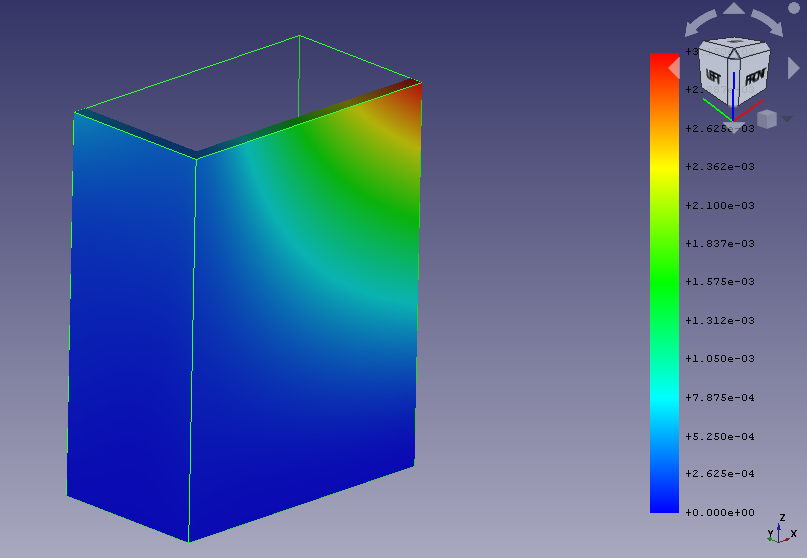 LEFT
FRONT
+2.625e-03
+2.362e-03
+2.100e-03
+1.837e-03
+1.575e-03
+1.312e-03
+1.050e-03
+7.875e-04
+5.250e-04
+2.625e-04
+0.000e+00
Z
Y X